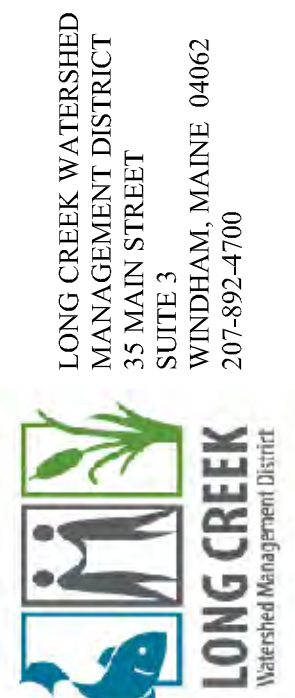 LONG CREEK WATERSHED
MANAGEMENT DISTRICT
35 MAIN STREET
SUITE 3
WINDHAM, MAINE 04062
207-892-4700
LONG CREEK
Watershed Management District